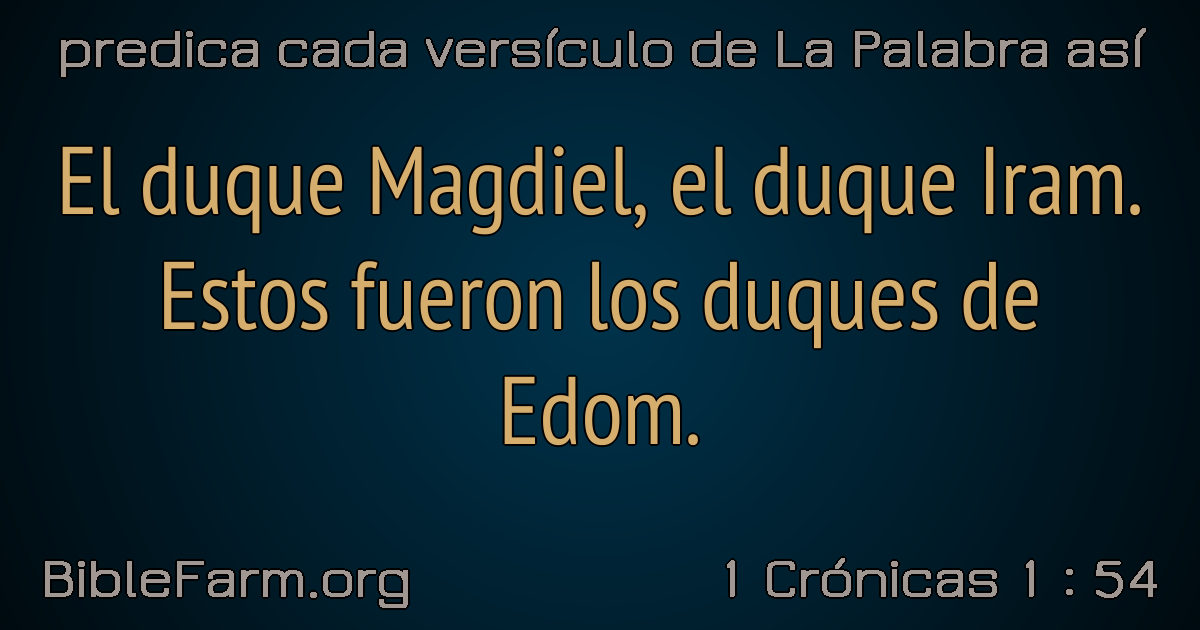 predica cada versículo de La Palabra así
El duque Magdiel, el duque Iram.
Estos fueron los duques de
Edom.
BibleFarm.org
1 Crónicas 1 : 54